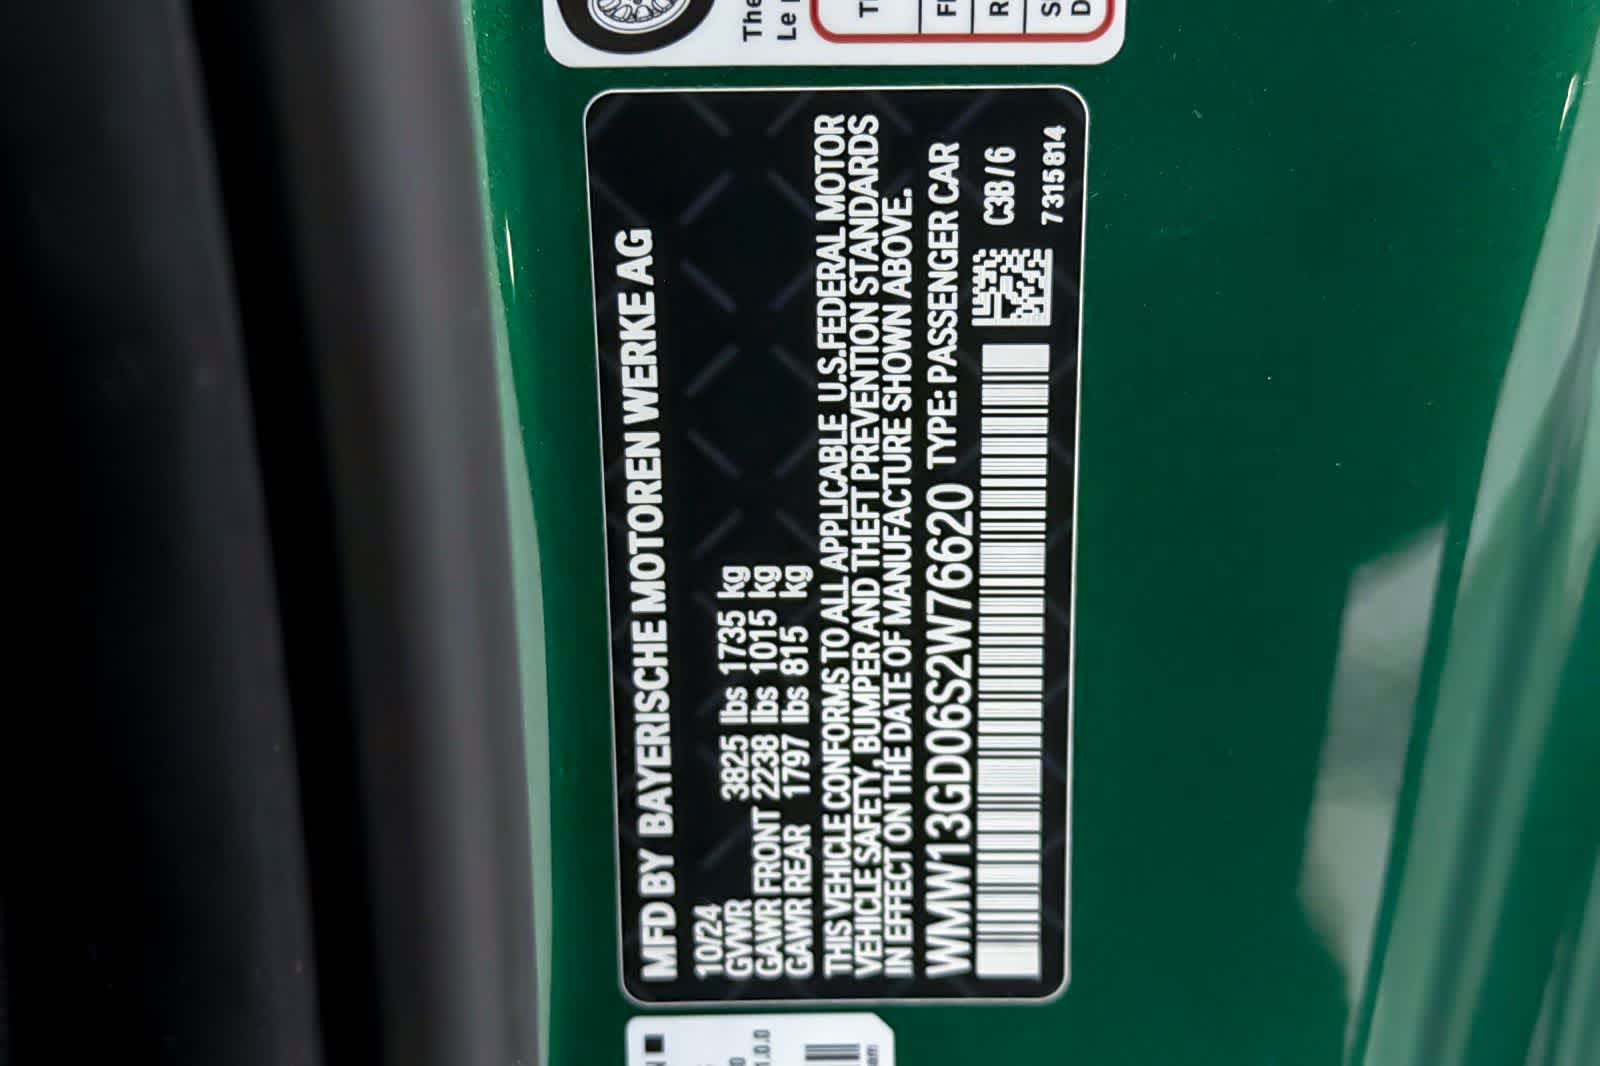 The
Le
MFD BY BAYERISCHE MOTOREN WERKE AG
10/24
GVWR 3825 lbs 1735 kg
GAWR FRONT 2238 lbs 1015 kg
GAWR REAR 1797 lbs 815 kg
THIS VEHICLE CONFORMS TO ALL APPLICABLE U.S.FEDERAL MOTOR
VEHICLE SAFETY, BUMPER AND THEFT PREVENTION STANDARDS
IN EFFECT ON THE DATE OF MANUFACTURE SHOWN ABOVE.
WMW13GD06S2W76620 TYPE: PASSENGER CAR
C3B/6
7315814